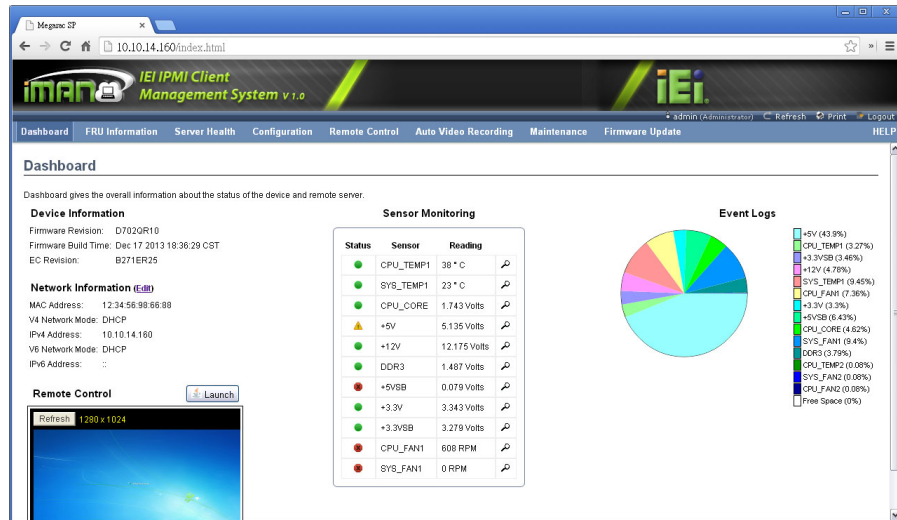 Megarac SP
10.10.14.160/index.html
iMAN
IEI IPMI Client
Management System v 1.0
iEi.
admin (Administrator) Refresh Print Logout
Dashboard FRU Information Server Health Configuration Remote Control Auto Video Recording Maintenance Firmware Update HELP
Dashboard
Dashboard gives the overall information about the status of the device and remote server.
Device Information
Firmware Revision: D702QR10
Firmware Build Time: Dec 17 2013 18:36:29 CST
EC Revision: B271ER25
Network Information (Edit)
MAC Address: 12:34:56:98:66:88
V4 Network Mode: DHCP
IPv4 Address: 10.10.14.160
V6 Network Mode: DHCP
IPv6 Address: ::
Remote Control Launch
Refresh 1280 x 1024
Sensor Monitoring
Status Sensor Reading
CPU_TEMP1 38 ° C
SYS_TEMP1 23 ° C
CPU_CORE 1.743 Volts
+5V 5.135 Volts
+12V 12.175 Volts
DDR3 1.487 Volts
+5VSB 0.079 Volts
+3.3V 3.343 Volts
+3.3VSB 3.279 Volts
CPU_FAN1 608 RPM
SYS_FAN1 0 RPM
Event Logs
+5V (43.9%)
CPU_TEMP1 (3.27%)
+3.3VSB (3.46%)
+12V (4.78%)
SYS_TEMP1 (9.45%)
CPU_FAN1 (7.36%)
+3.3V (3.3%)
+5VSB (6.43%)
CPU_CORE (4.62%)
SYS_FAN1 (9.4%)
DDR3 (3.79%)
CPU_TEMP2 (0.08%)
SYS_FAN2 (0.08%)
CPU_FAN2 (0.08%)
Free Space (0%)